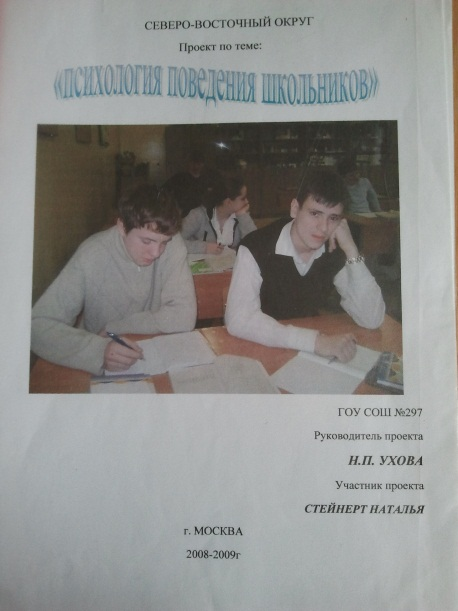 СЕВЕРО-ВОСТОЧНЫЙ ОКРУГ
Проект по теме:
«ПСИХОЛОГИЯ ПОВЕДЕНИЯ ШКОЛЬНИКОВ»
ГОУ СОШ №297
Руководитель проекта
Н.П. УХОВА
Участник проекта
СТЕЙНЕРТ НАТАЛЬЯ
г. МОСКВА
2008-2009г